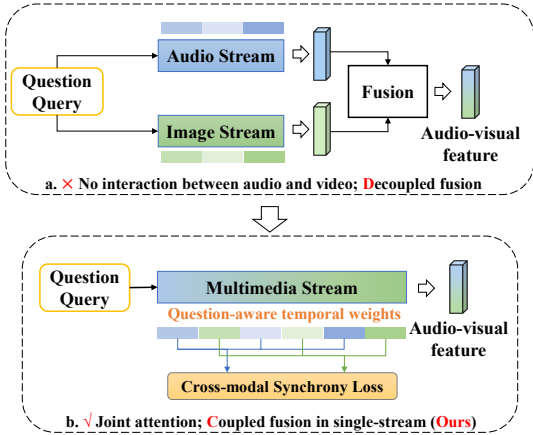 Question
Query
Audio Stream
Image Stream
Fusion
Audio-visual
feature
a. × No interaction between audio and video; Decoupled fusion
Question
Query
Multimedia Stream
Question-aware temporal weights
Audio-visual
feature
Cross-modal Synchrony Loss
b. √ Joint attention; Coupled fusion in single-stream (Ours)